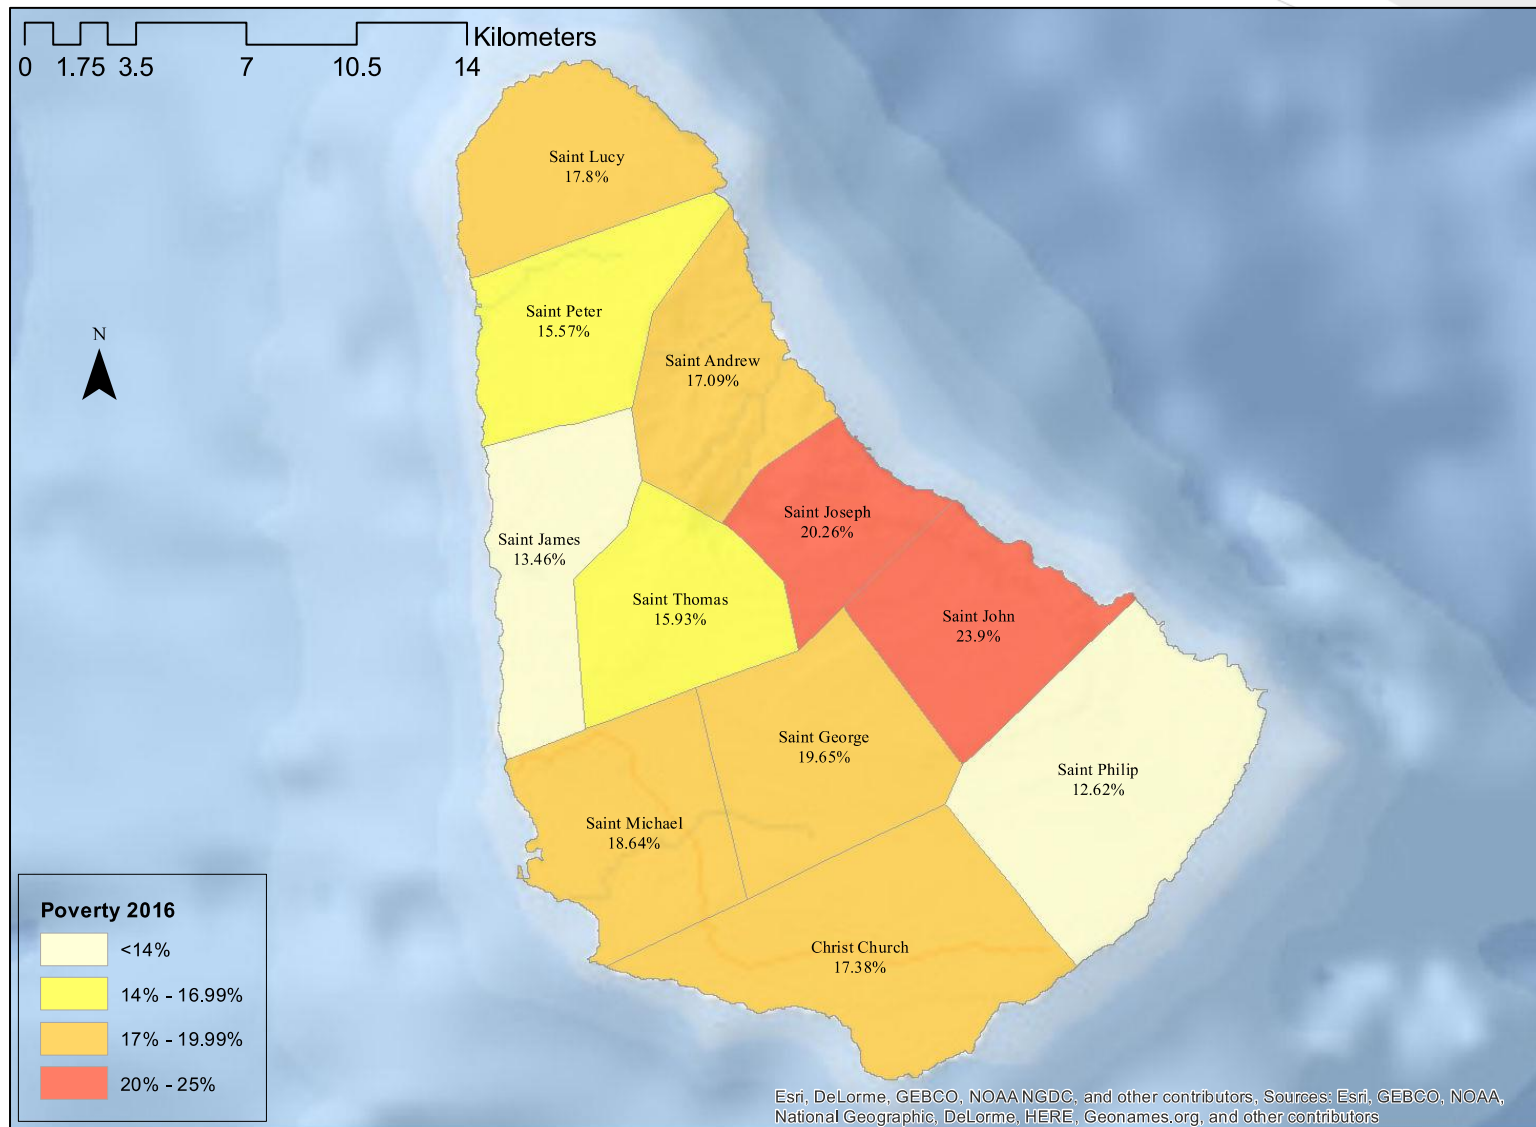 Kilometers
0 1.75 3.5 7 10.5 14
Saint Lucy
17.8%
Saint Peter
15.57%
N
Saint Andrew
17.09%
Saint Joseph
20.26%
Saint James
13.46%
Saint Thomas
15.93%
Saint John
23.9%
Saint George
19.65%
Saint Philip
12.62%
Saint Michael
18.64%
Christ Church
17.38%
Poverty 2016
<14%
14% - 16.99%
17% - 19.99%
20% - 25%
Esri, DeLorme, GEBCO, NOAA NGDC, and other contributors, Sources: Esri, GEBCO, NOAA,
National Geographic, DeLorme, HERE, Geonames.org, and other contributors